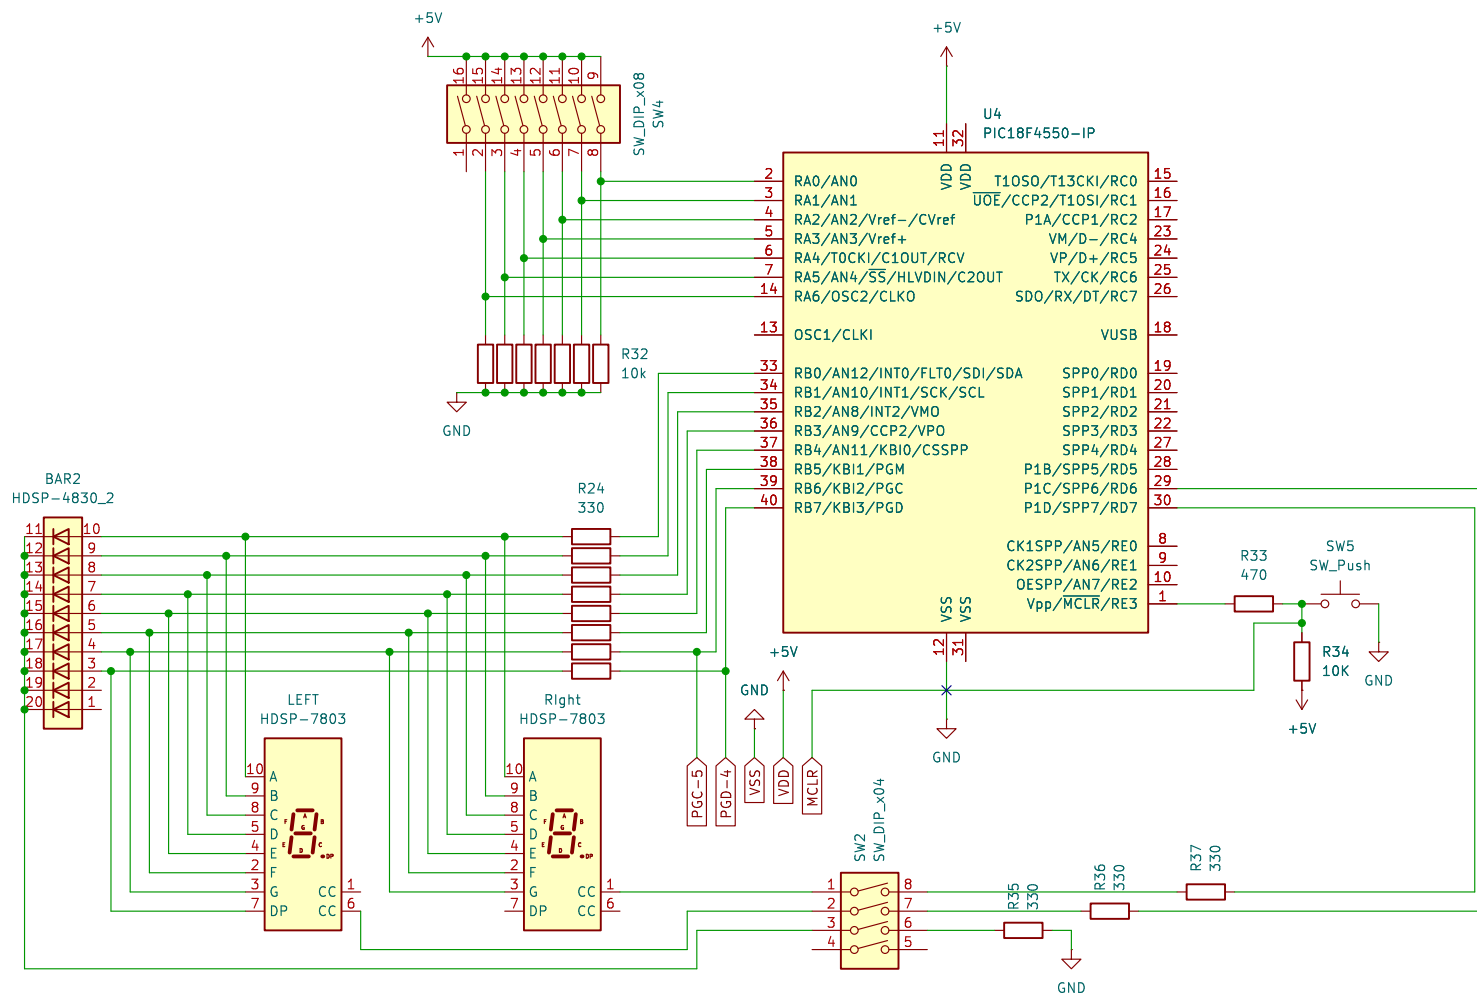 +5V
16
15
14
13
12
11
10
9
SW_DIP_x08
SW4
1
2
3
4
5
6
7
8
R32
10k
GND
+5V
11
32
U4
PIC18F4550-IP
VDD
VDD
2 RA0/AN0
3 RA1/AN1
4 RA2/AN2/Vref-/CVref
5 RA3/AN3/Vref+
6 RA4/T0CKI/C1OUT/RCV
7 RA5/AN4/SS/HLVDIN/C2OUT
14 RA6/OSC2/CLKO
13 OSC1/CLKI
33 RB0/AN12/INT0/FLT0/SDI/SDA
34 RB1/AN10/INT1/SCK/SCL
35 RB2/AN8/INT2/VMO
36 RB3/AN9/CCP2/VPO
37 RB4/AN11/KBI0/CSSPP
38 RB5/KBI1/PGM
39 RB6/KBI2/PGC
40 RB7/KBI3/PGD
T1OSO/T13CKI/RC0 15
UOE/CCP2/T1OSI/RC1 16
P1A/CCP1/RC2 17
VM/D-/RC4 23
VP/D+/RC5 24
TX/CK/RC6 25
SDO/RX/DT/RC7 26
VUSB 18
SPP0/RD0 19
SPP1/RD1 20
SPP2/RD2 21
SPP3/RD3 22
SPP4/RD4 27
P1B/SPP5/RD5 28
P1C/SPP6/RD6 29
P1D/SPP7/RD7 30
CK1SPP/AN5/RE0 8
CK2SPP/AN6/RE1 9
OESPP/AN7/RE2 10
Vpp/MCLR/RE3 1
VSS
VSS
12
31
GND
R33
470
SW5
SW_Push
R34
10K
+5V
GND
BAR2
HDSP-4830_2
11 10
12 9
13 8
14 7
15 6
16 5
17 4
18 3
19 2
20 1
R24
330
LEFT
HDSP-7803
10 A
9 B
8 C
5 D
4 E
2 F
3 G
7 DP
CC 1
CC 6
A
F B
G
E C
D
DP
RIght
HDSP-7803
10 A
9 B
8 C
5 D
4 E
2 F
3 G
7 DP
CC 1
CC 6
A
F B
G
E C
D
DP
+5V
GND
PGC-5
PGD-4
VSS
VDD
MCLR
SW2
SW_DIP_x04
1 8
2 7
3 6
4 5
R35
330
R36
330
R37
330
GND